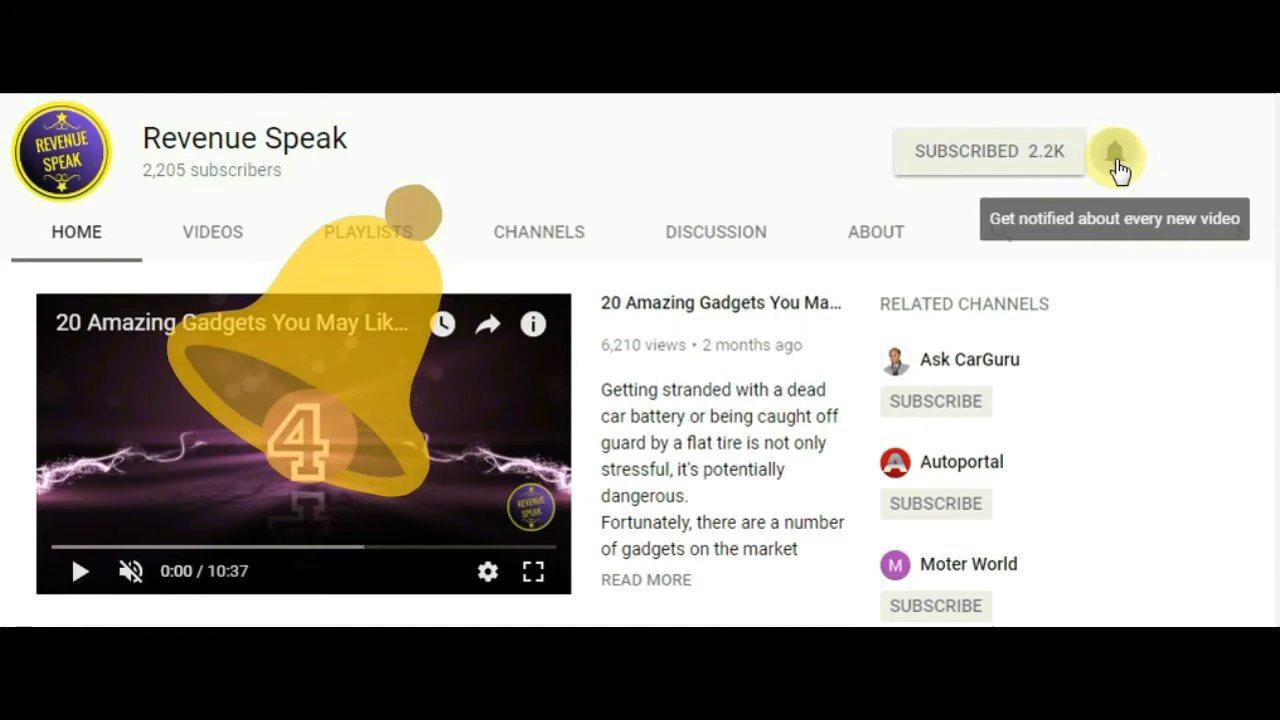 REVENUE
SPEAK
Revenue Speak
2,205 subscribers
SUBSCRIBED 2.2K
Get notified about every new video
HOME
VIDEOS
PLAYLISTS
CHANNELS
DISCUSSION
ABOUT
20 Amazing Gadgets You May Lik...
4
REVENUE
SPEAK
0:00 / 10:37
20 Amazing Gadgets You Ma...
6,210 views • 2 months ago
Getting stranded with a dead
car battery or being caught off
guard by a flat tire is not only
stressful, it's potentially
dangerous.
Fortunately, there are a number
of gadgets on the market
READ MORE
RELATED CHANNELS
Ask CarGuru
SUBSCRIBE
Autoportal
SUBSCRIBE
M
Moter World
SUBSCRIBE